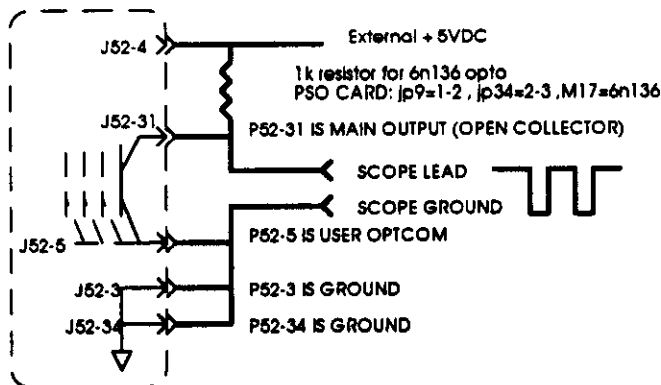 J52-4
External + 5VDC
1k resistor for 6n136 opto
PSO CARD: jp9=1-2 , jp34=2-3 ,M17=6n136
J52-31
P52-31 IS MAIN OUTPUT (OPEN COLLECTOR)
SCOPE LEAD
SCOPE GROUND
J52-5
P52-5 IS USER OPTCOM
J52-3
P52-3 IS GROUND
J52-34
P52-34 IS GROUND